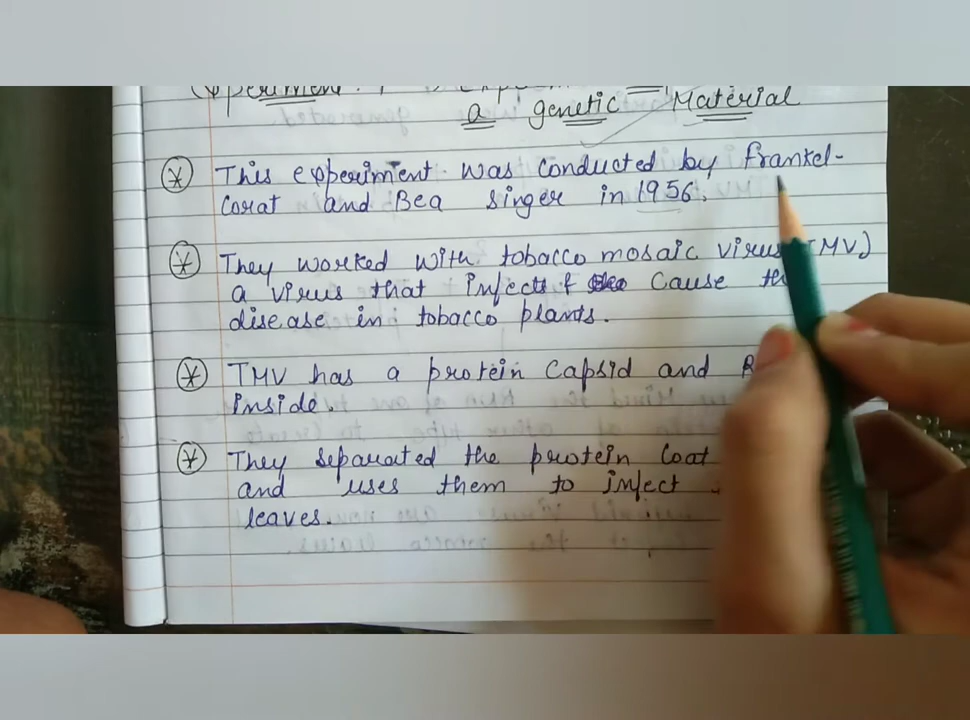 a genetic Material
This experiment was conducted by frankel-
Corat and Bea singer in 1956.
They worked with tobacco mosaic virus TMV)
a virus that infects & Cause
disease in tobacco plants.
TMV has a protein Capsid and
inside.
They separated the protein Coat
and uses them to infect
leaves.